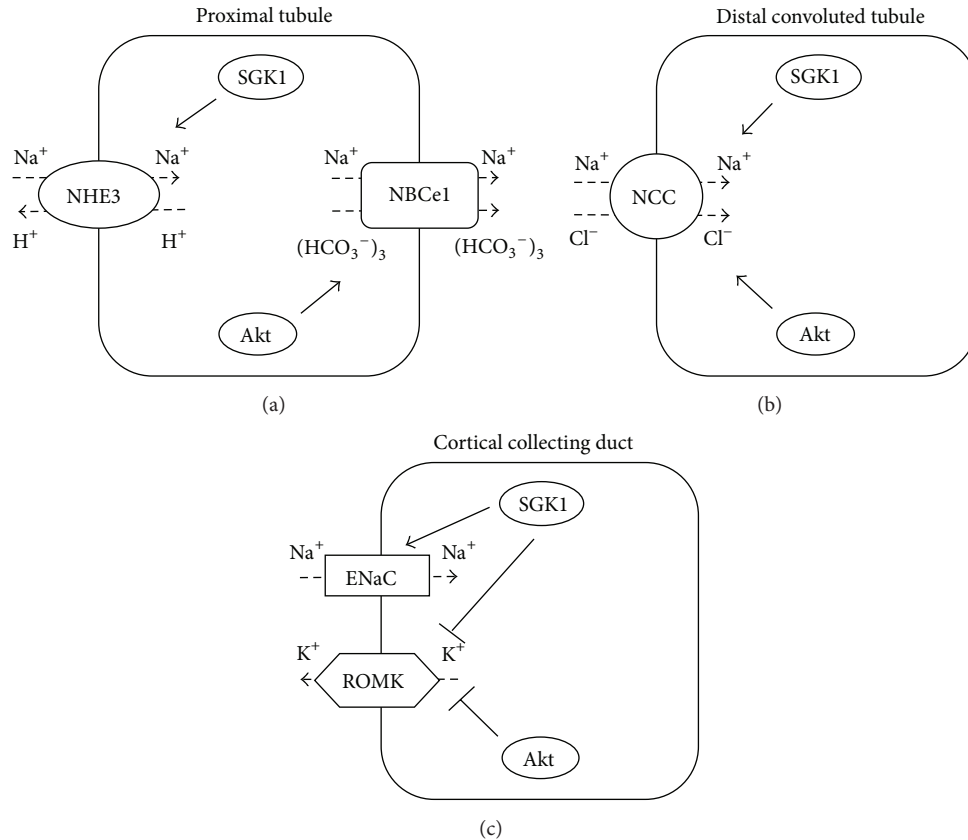 Proximal tubule
SGK1
Na⁺
Na⁺
NHE3
H⁺
H⁺
Na⁺
Na⁺
NBCe1
(HCO₃⁻)₃
(HCO₃⁻)₃
Akt
(a)
Distal convoluted tubule
SGK1
Na⁺
Na⁺
NCC
Cl⁻
Cl⁻
Akt
(b)
Cortical collecting duct
SGK1
Na⁺
Na⁺
ENaC
K⁺
K⁺
ROMK
Akt
(c)